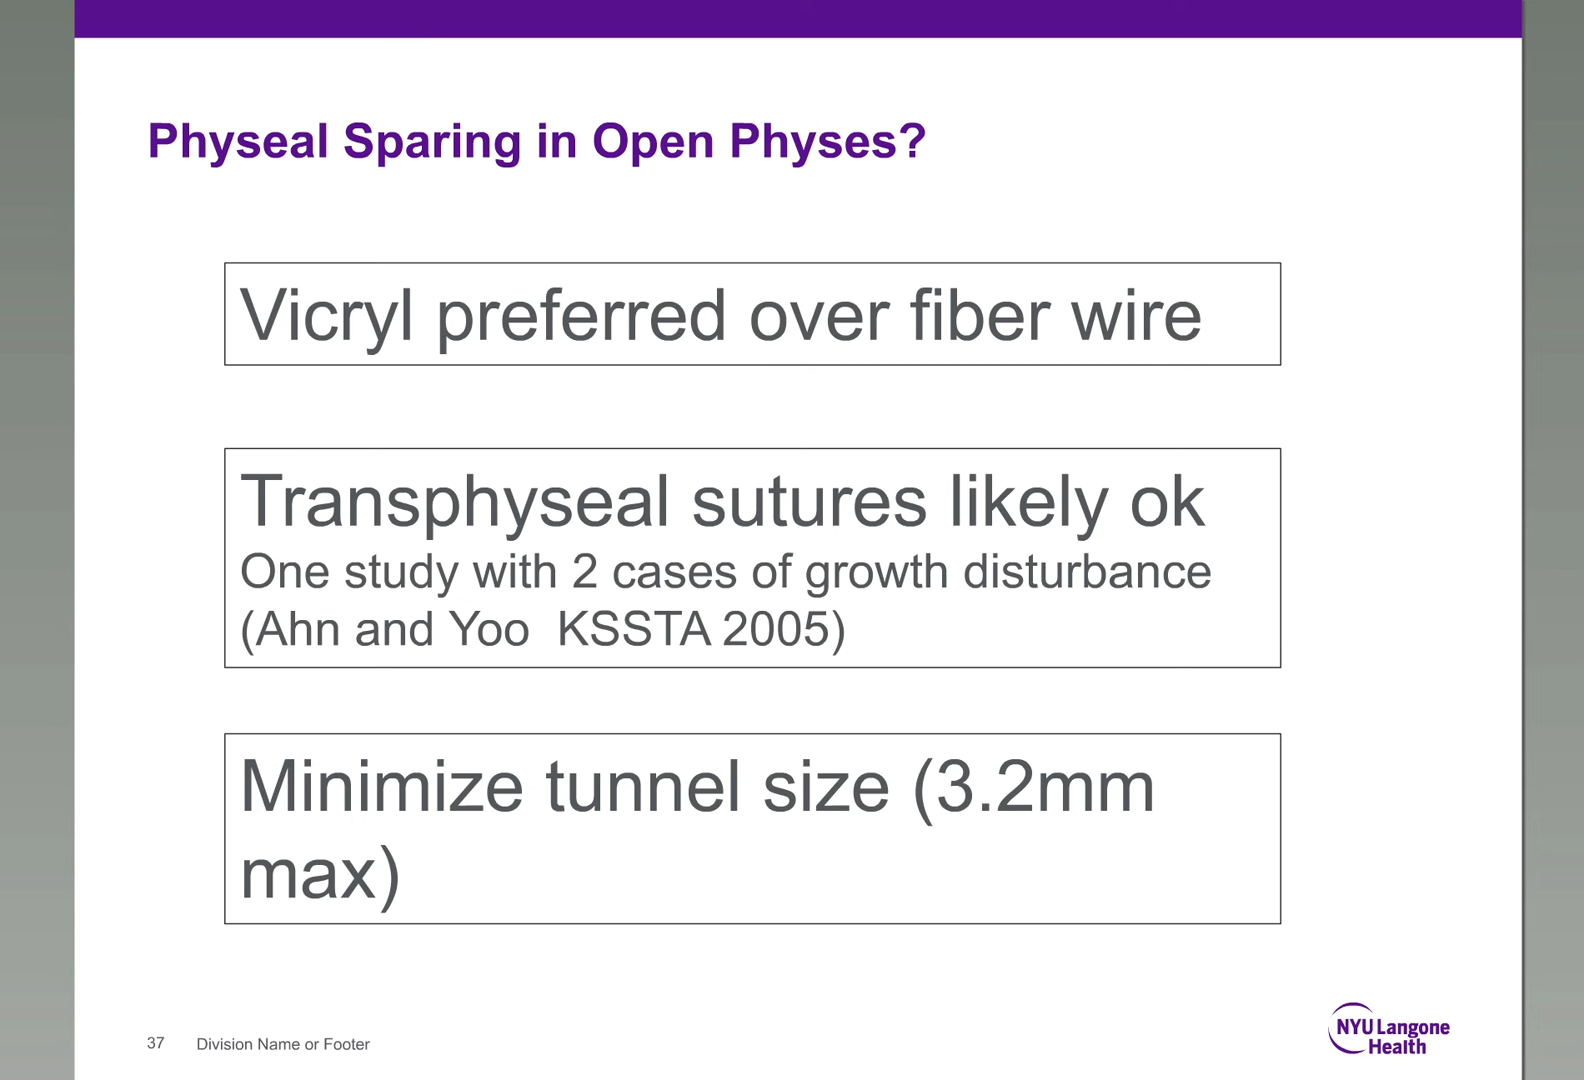 Physeal Sparing in Open Physes?
Vicryl preferred over fiber wire
Transphyseal sutures likely ok
One study with 2 cases of growth disturbance
(Ahn and Yoo  KSSTA 2005)
Minimize tunnel size (3.2mm
max)
37 Division Name or Footer
NYU Langone
Health